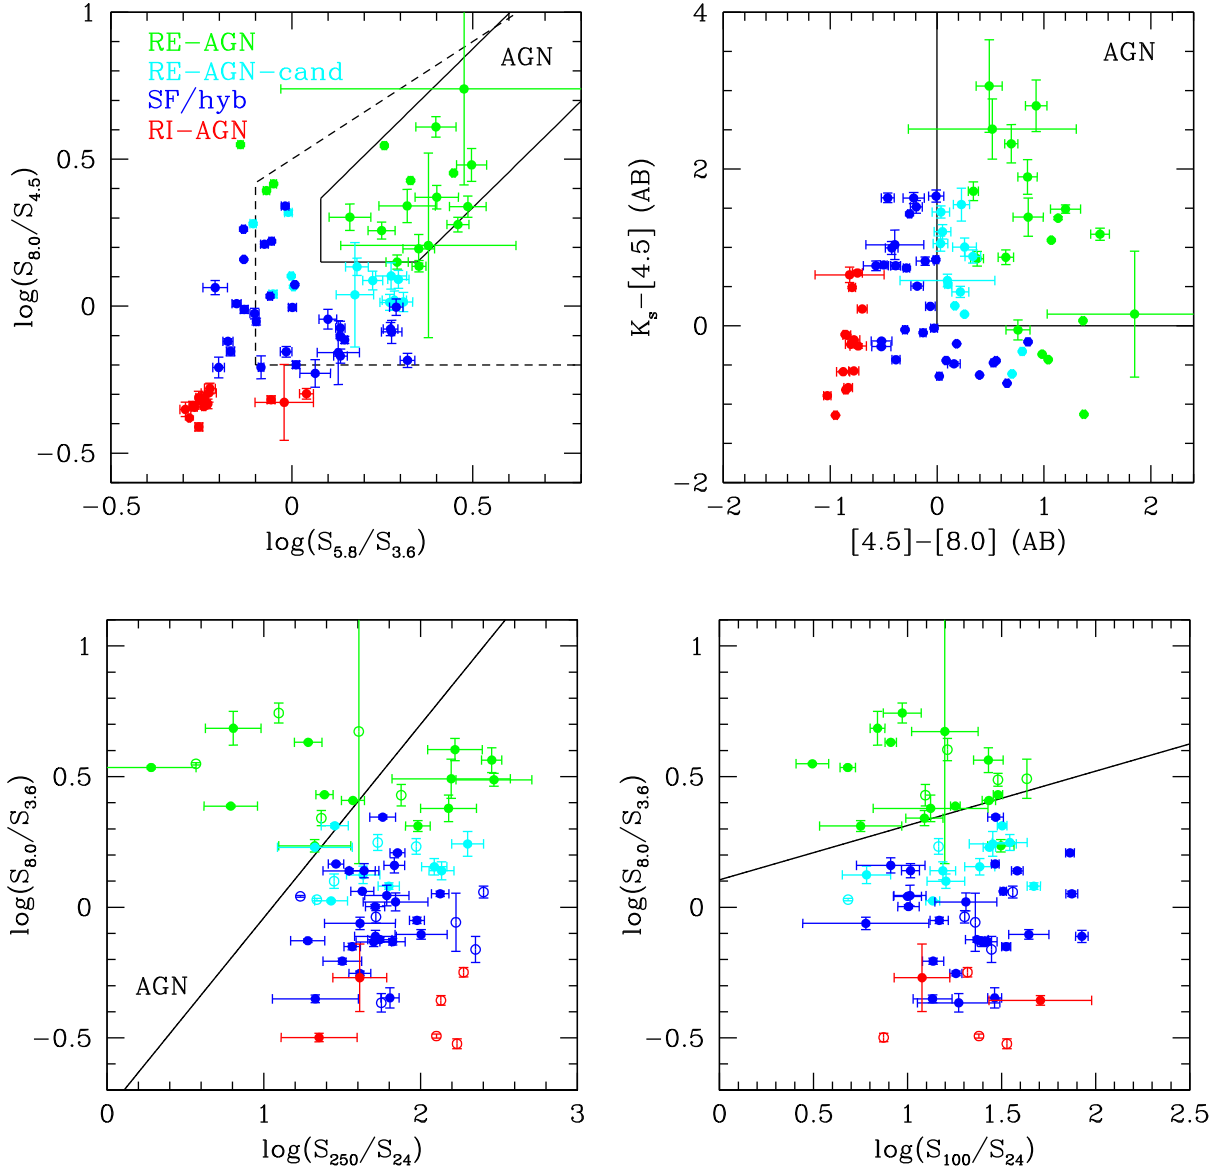 1
0.5
0
−0.5
log(S8.0/S4.5)
RE−AGN
RE−AGN−cand
SF/hyb
RI−AGN
AGN
−0.5
0
0.5
log(S5.8/S3.6)
4
2
0
−2
Ks−[4.5] (AB)
AGN
−2
−1
0
1
2
[4.5]−[8.0] (AB)
1
0.5
0
−0.5
log(S8.0/S3.6)
AGN
0
1
2
3
log(S250/S24)
1
0.5
0
−0.5
log(S8.0/S3.6)
0
0.5
1
1.5
2
2.5
log(S100/S24)